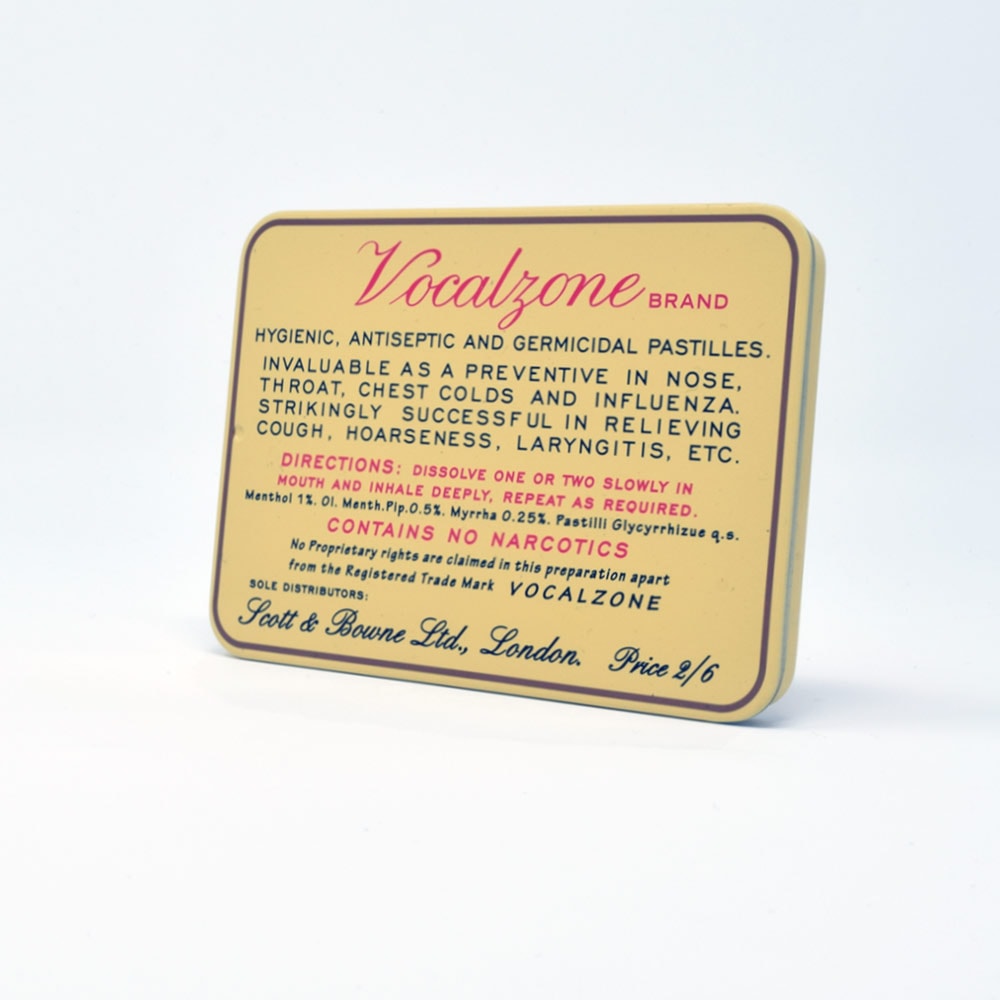 Vocalzone BRAND
HYGIENIC, ANTISEPTIC AND GERMICIDAL PASTILLES.
INVALUABLE AS A PREVENTIVE IN NOSE,
THROAT, CHEST COLDS AND INFLUENZA.
STRIKINGLY SUCCESSFUL IN RELIEVING
COUGH, HOARSENESS, LARYNGITIS, ETC.
DIRECTIONS: DISSOLVE ONE OR TWO SLOWLY IN
MOUTH AND INHALE DEEPLY, REPEAT AS REQUIRED.
Menthol 1%. Ol. Menth.Pip.0.5%. Myrrha 0.25%. Pastilli Glycyrrhizue q.s.
CONTAINS NO NARCOTICS
No Proprietary rights are claimed in this preparation apart
from the Registered Trade Mark VOCALZONE
SOLE DISTRIBUTORS:
Scott & Bowne Ltd., London. Price 2/6